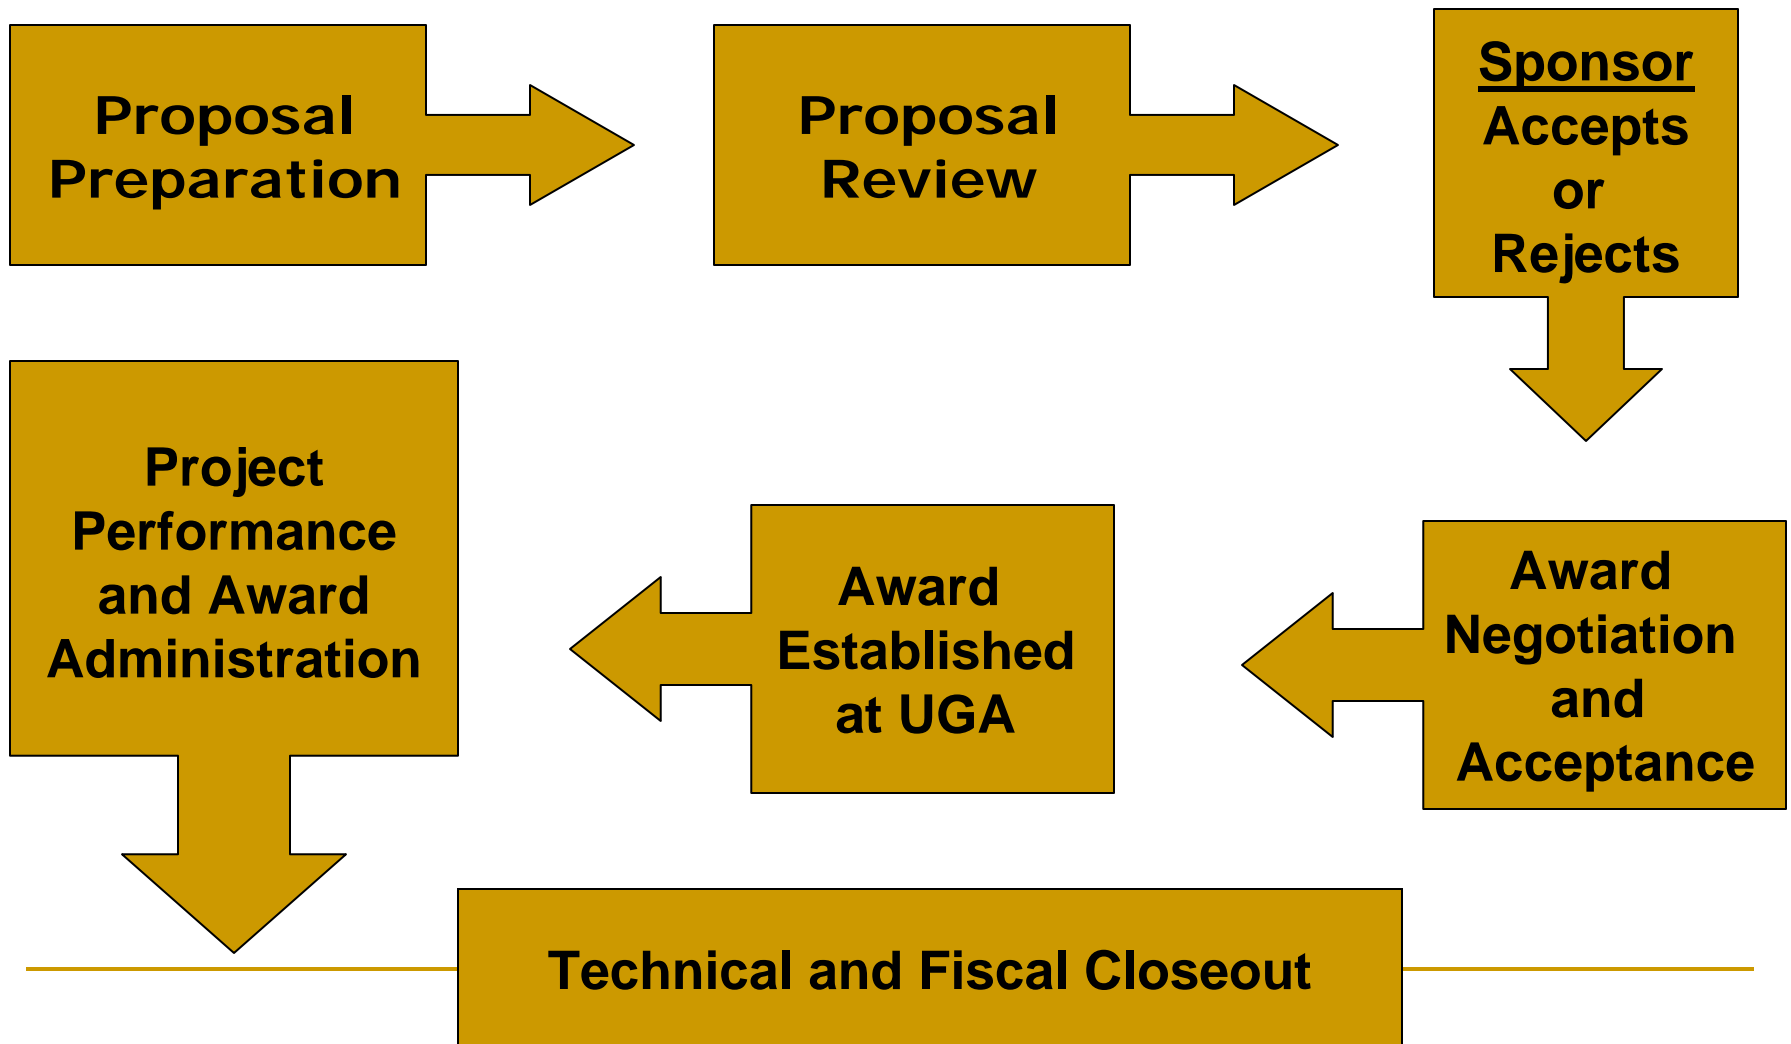 Proposal
Preparation
Proposal
Review
Sponsor
Accepts
or
Rejects
Award
Negotiation
and
Acceptance
Award
Established
at UGA
Project
Performance
and Award
Administration
Technical and Fiscal Closeout